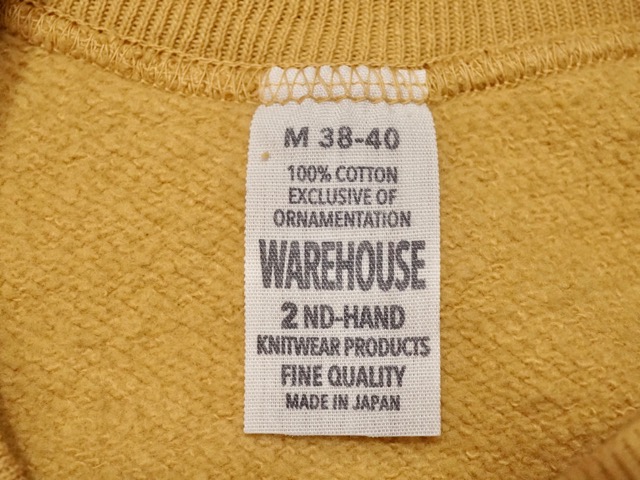 M 38-40
100% COTTON
EXCLUSIVE OF
ORNAMENTATION
WAREHOUSE
2 ND-HAND
KNITWEAR PRODUCTS
FINE QUALITY
MADE IN JAPAN